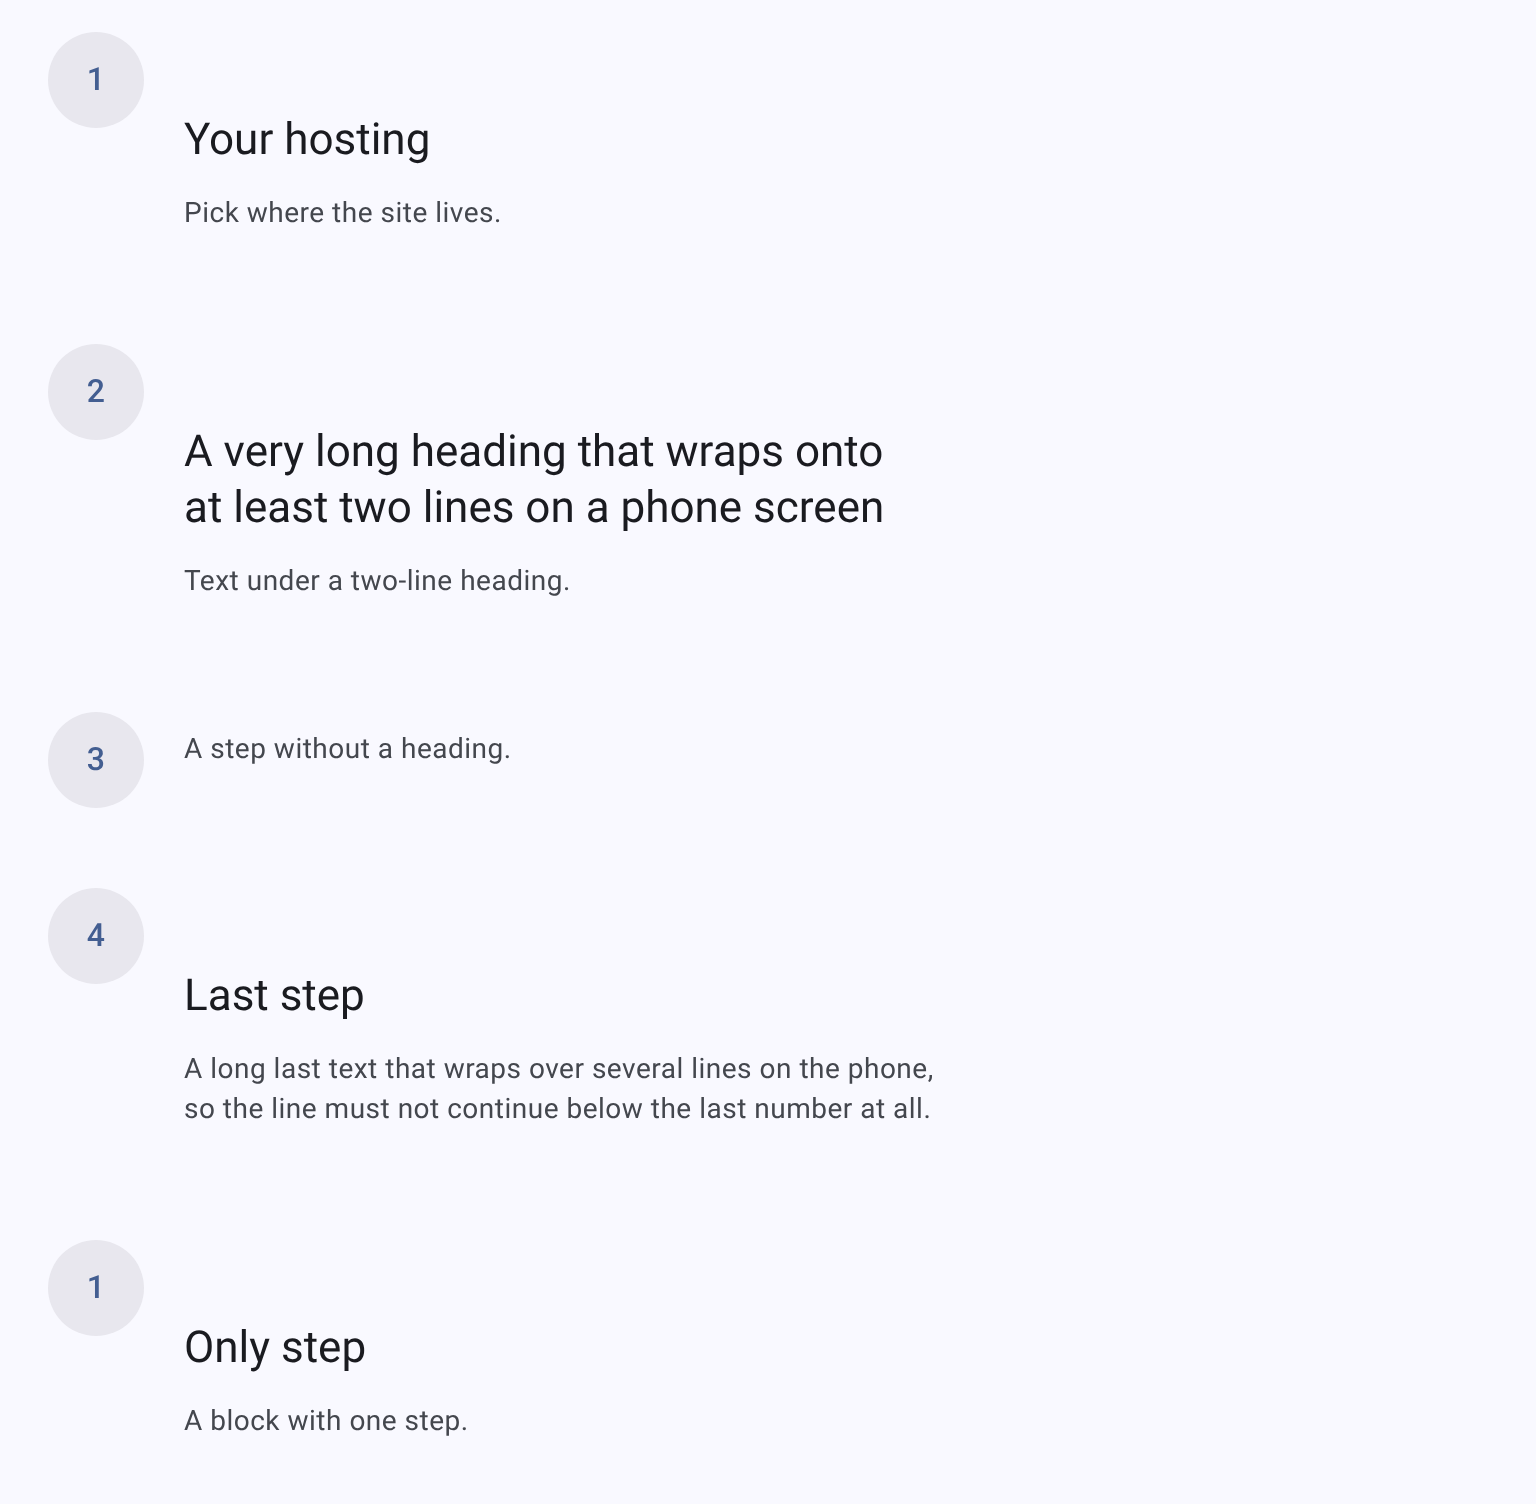 1
Your hosting
Pick where the site lives.
2
A very long heading that wraps onto
at least two lines on a phone screen
Text under a two-line heading.
3
A step without a heading.
4
Last step
A long last text that wraps over several lines on the phone,
so the line must not continue below the last number at all.
1
Only step
A block with one step.